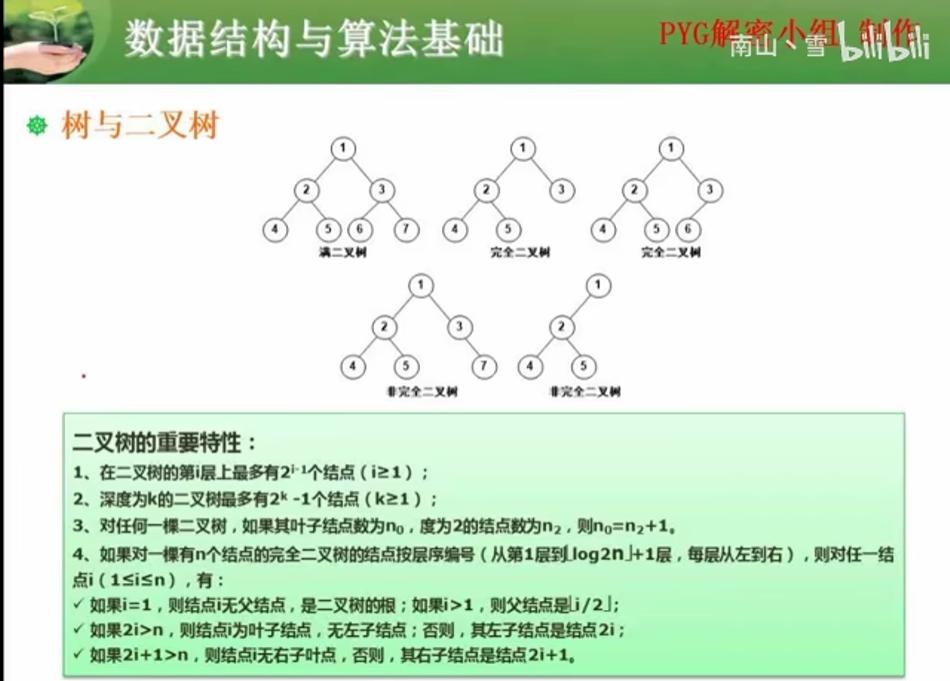 数据结构与算法基础
PYG解密小组 制作
南山丶雪 bilibili
树与二叉树
1
2 3
4 5 6 7
满二叉树
1
2 3
4 5
完全二叉树
1
2 3
4 5 6
完全二叉树
1
2 3
4 5 7
非完全二叉树
1
2
4 5
非完全二叉树
二叉树的重要特性：
1、在二叉树的第i层上最多有2ⁱ⁻¹个结点（i≥1）；
2、深度为k的二叉树最多有2ᵏ -1个结点（k≥1）；
3、对任何一棵二叉树，如果其叶子结点数为n₀，度为2的结点数为n₂，则n₀=n₂+1。
4、如果对一棵有n个结点的完全二叉树的结点按层序编号（从第1层到⌊log2n⌋+1层，每层从左到右），则对任一结
点i（1≤i≤n），有：
✓ 如果i=1，则结点i无父结点，是二叉树的根；如果i>1，则父结点是⌊i/2⌋；
✓ 如果2i>n，则结点i为叶子结点，无左子结点；否则，其左子结点是结点2i；
✓ 如果2i+1>n，则结点i无右子叶点，否则，其右子结点是结点2i+1。